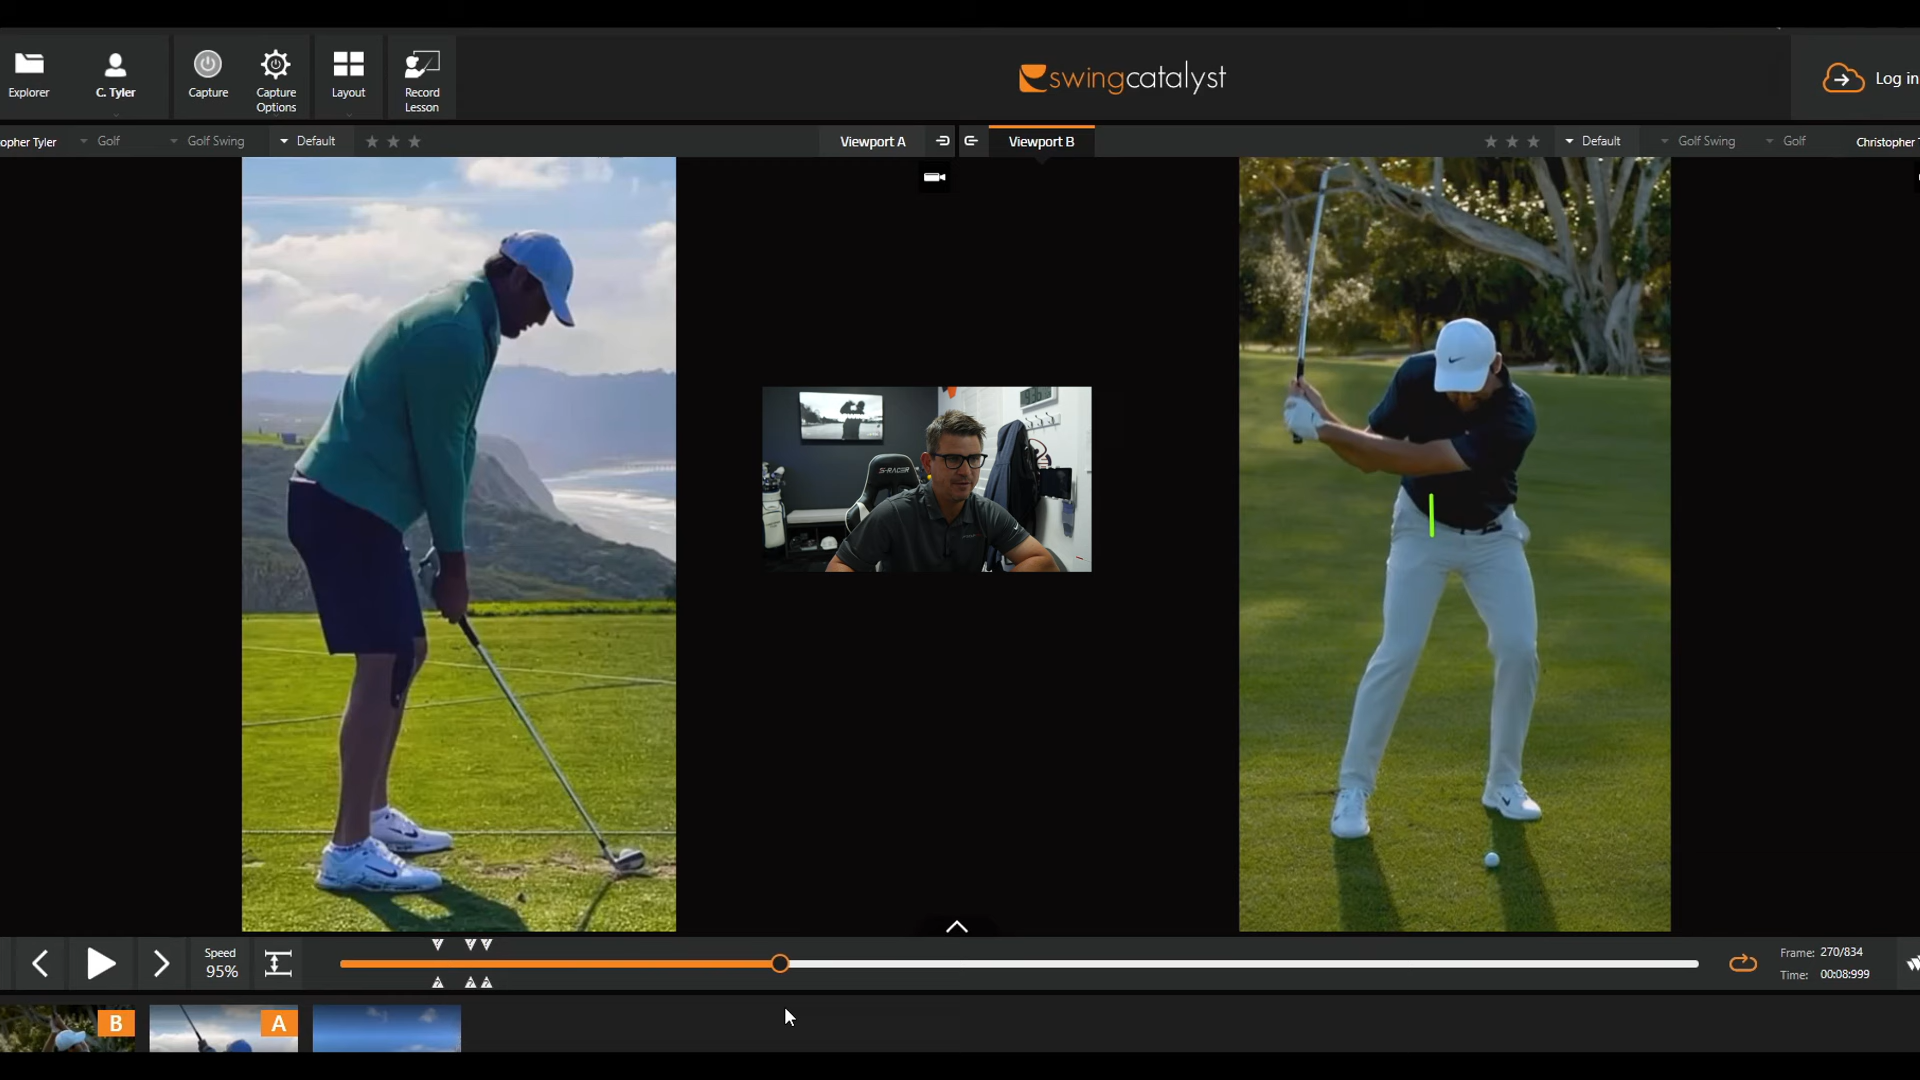 Explorer
C. Tyler
Capture
Capture
Options
Layout
Record
Lesson
swingcatalyst
Log in
opher Tyler
Golf
Golf Swing
Default
Viewport A
Viewport B
Default
Golf Swing
Golf
Christopher
S-RACER
Speed
95%
Frame: 270/834
Time: 00:08:999
B
A